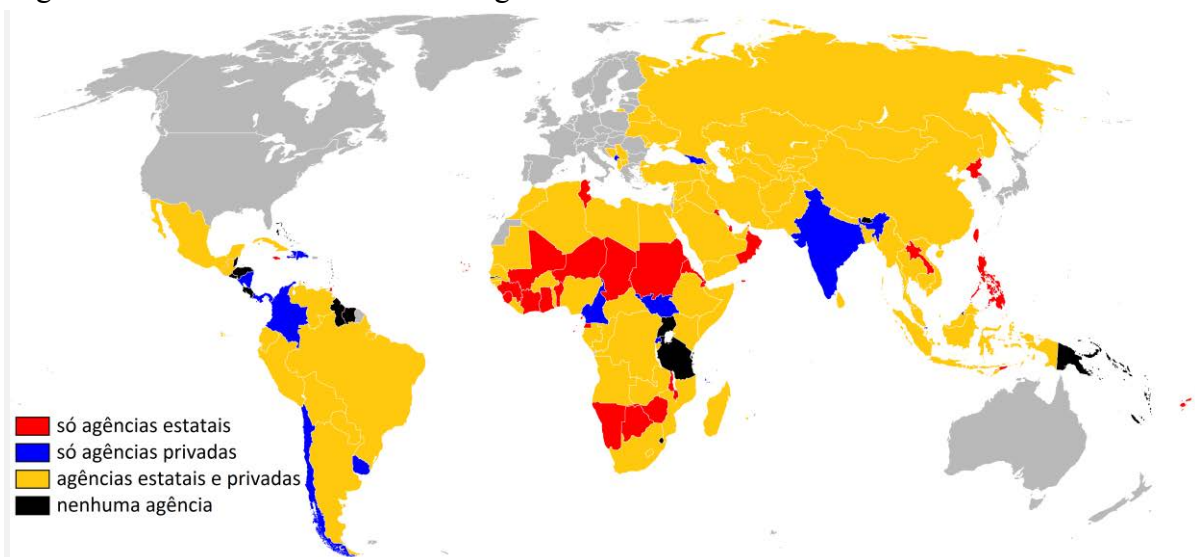 só agências estatais
só agências privadas
agências estatais e privadas
nenhuma agência